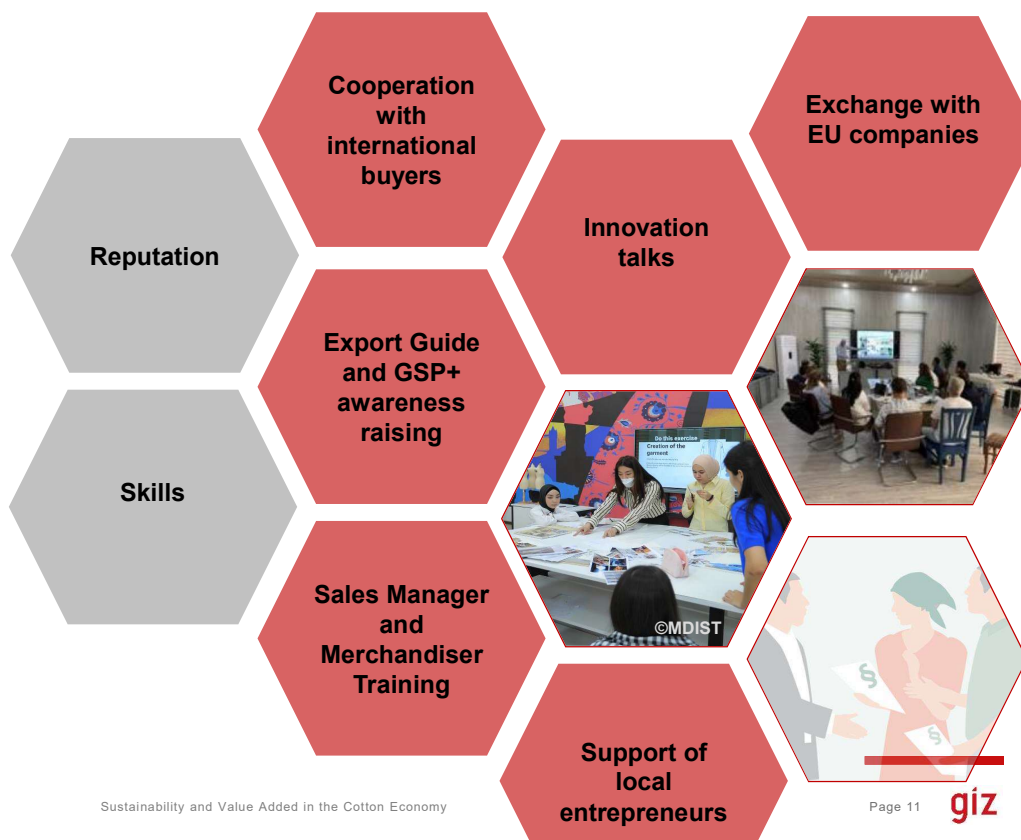 Cooperation
with
international
buyers
Exchange with
EU companies
Reputation
Innovation
talks
Export Guide
and GSP+
awareness
raising
Skills
Do this exercise
Creation of the
garment
©MDIST
Sales Manager
and
Merchandiser
Training
§
§
Support of
local
entrepreneurs
Sustainability and Value Added in the Cotton Economy
Page 11
giz